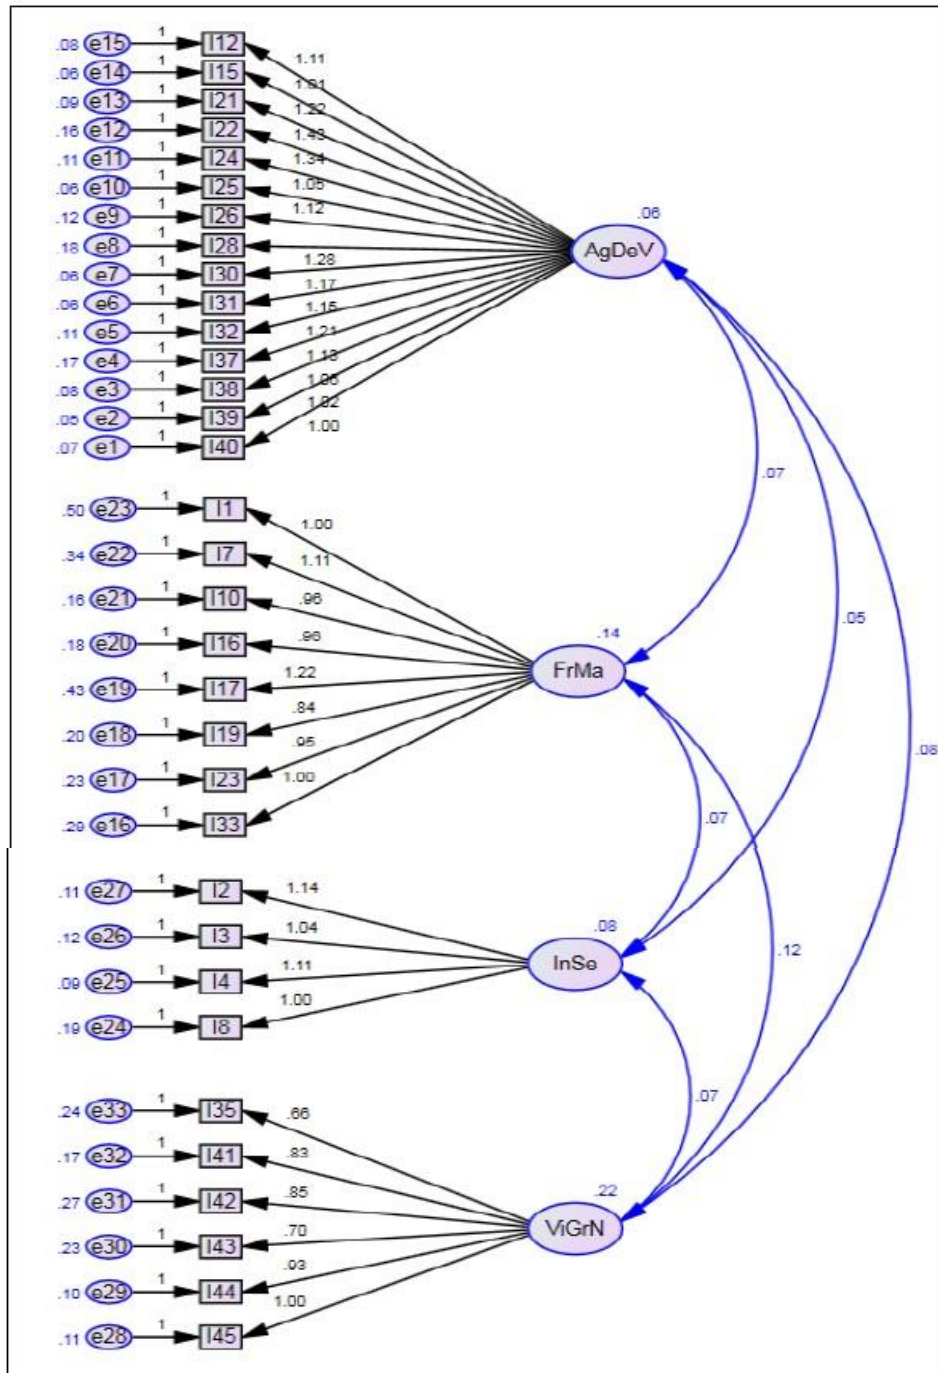 .08 e15 1 I12 1.11
.06 e14 1 I15 1.01
.09 e13 1 I21 1.22
.16 e12 1 I22 1.43
.11 e11 1 I24 1.34
.06 e10 1 I25 1.05
.12 e9 1 I26 1.12
.18 e8 1 I28
.06 e7 1 I30 1.28
.06 e6 1 I31 1.17
.11 e5 1 I32 1.15
.17 e4 1 I37 1.21
.08 e3 1 I38 1.13
.05 e2 1 I39 1.02
.07 e1 1 I40 1.00
.06
AgDeV
.07
.05
.08
.50 e23 1 I1 1.00
.34 e22 1 I7 1.11
.16 e21 1 I10 .96
.18 e20 1 I16 .96
.43 e19 1 I17 1.22
.20 e18 1 I19 .84
.23 e17 1 I23 .95
.29 e16 1 I33 1.00
.14
FrMa
.07
.12
.11 e27 1 I2 1.14
.12 e26 1 I3 1.04
.09 e25 1 I4 1.11
.19 e24 1 I8 1.00
.08
InSe
.07
.24 e33 1 I35 .66
.17 e32 1 I41 .83
.27 e31 1 I42 .85
.23 e30 1 I43 .70
.10 e29 1 I44 .93
.11 e28 1 I45 1.00
.22
ViGrN